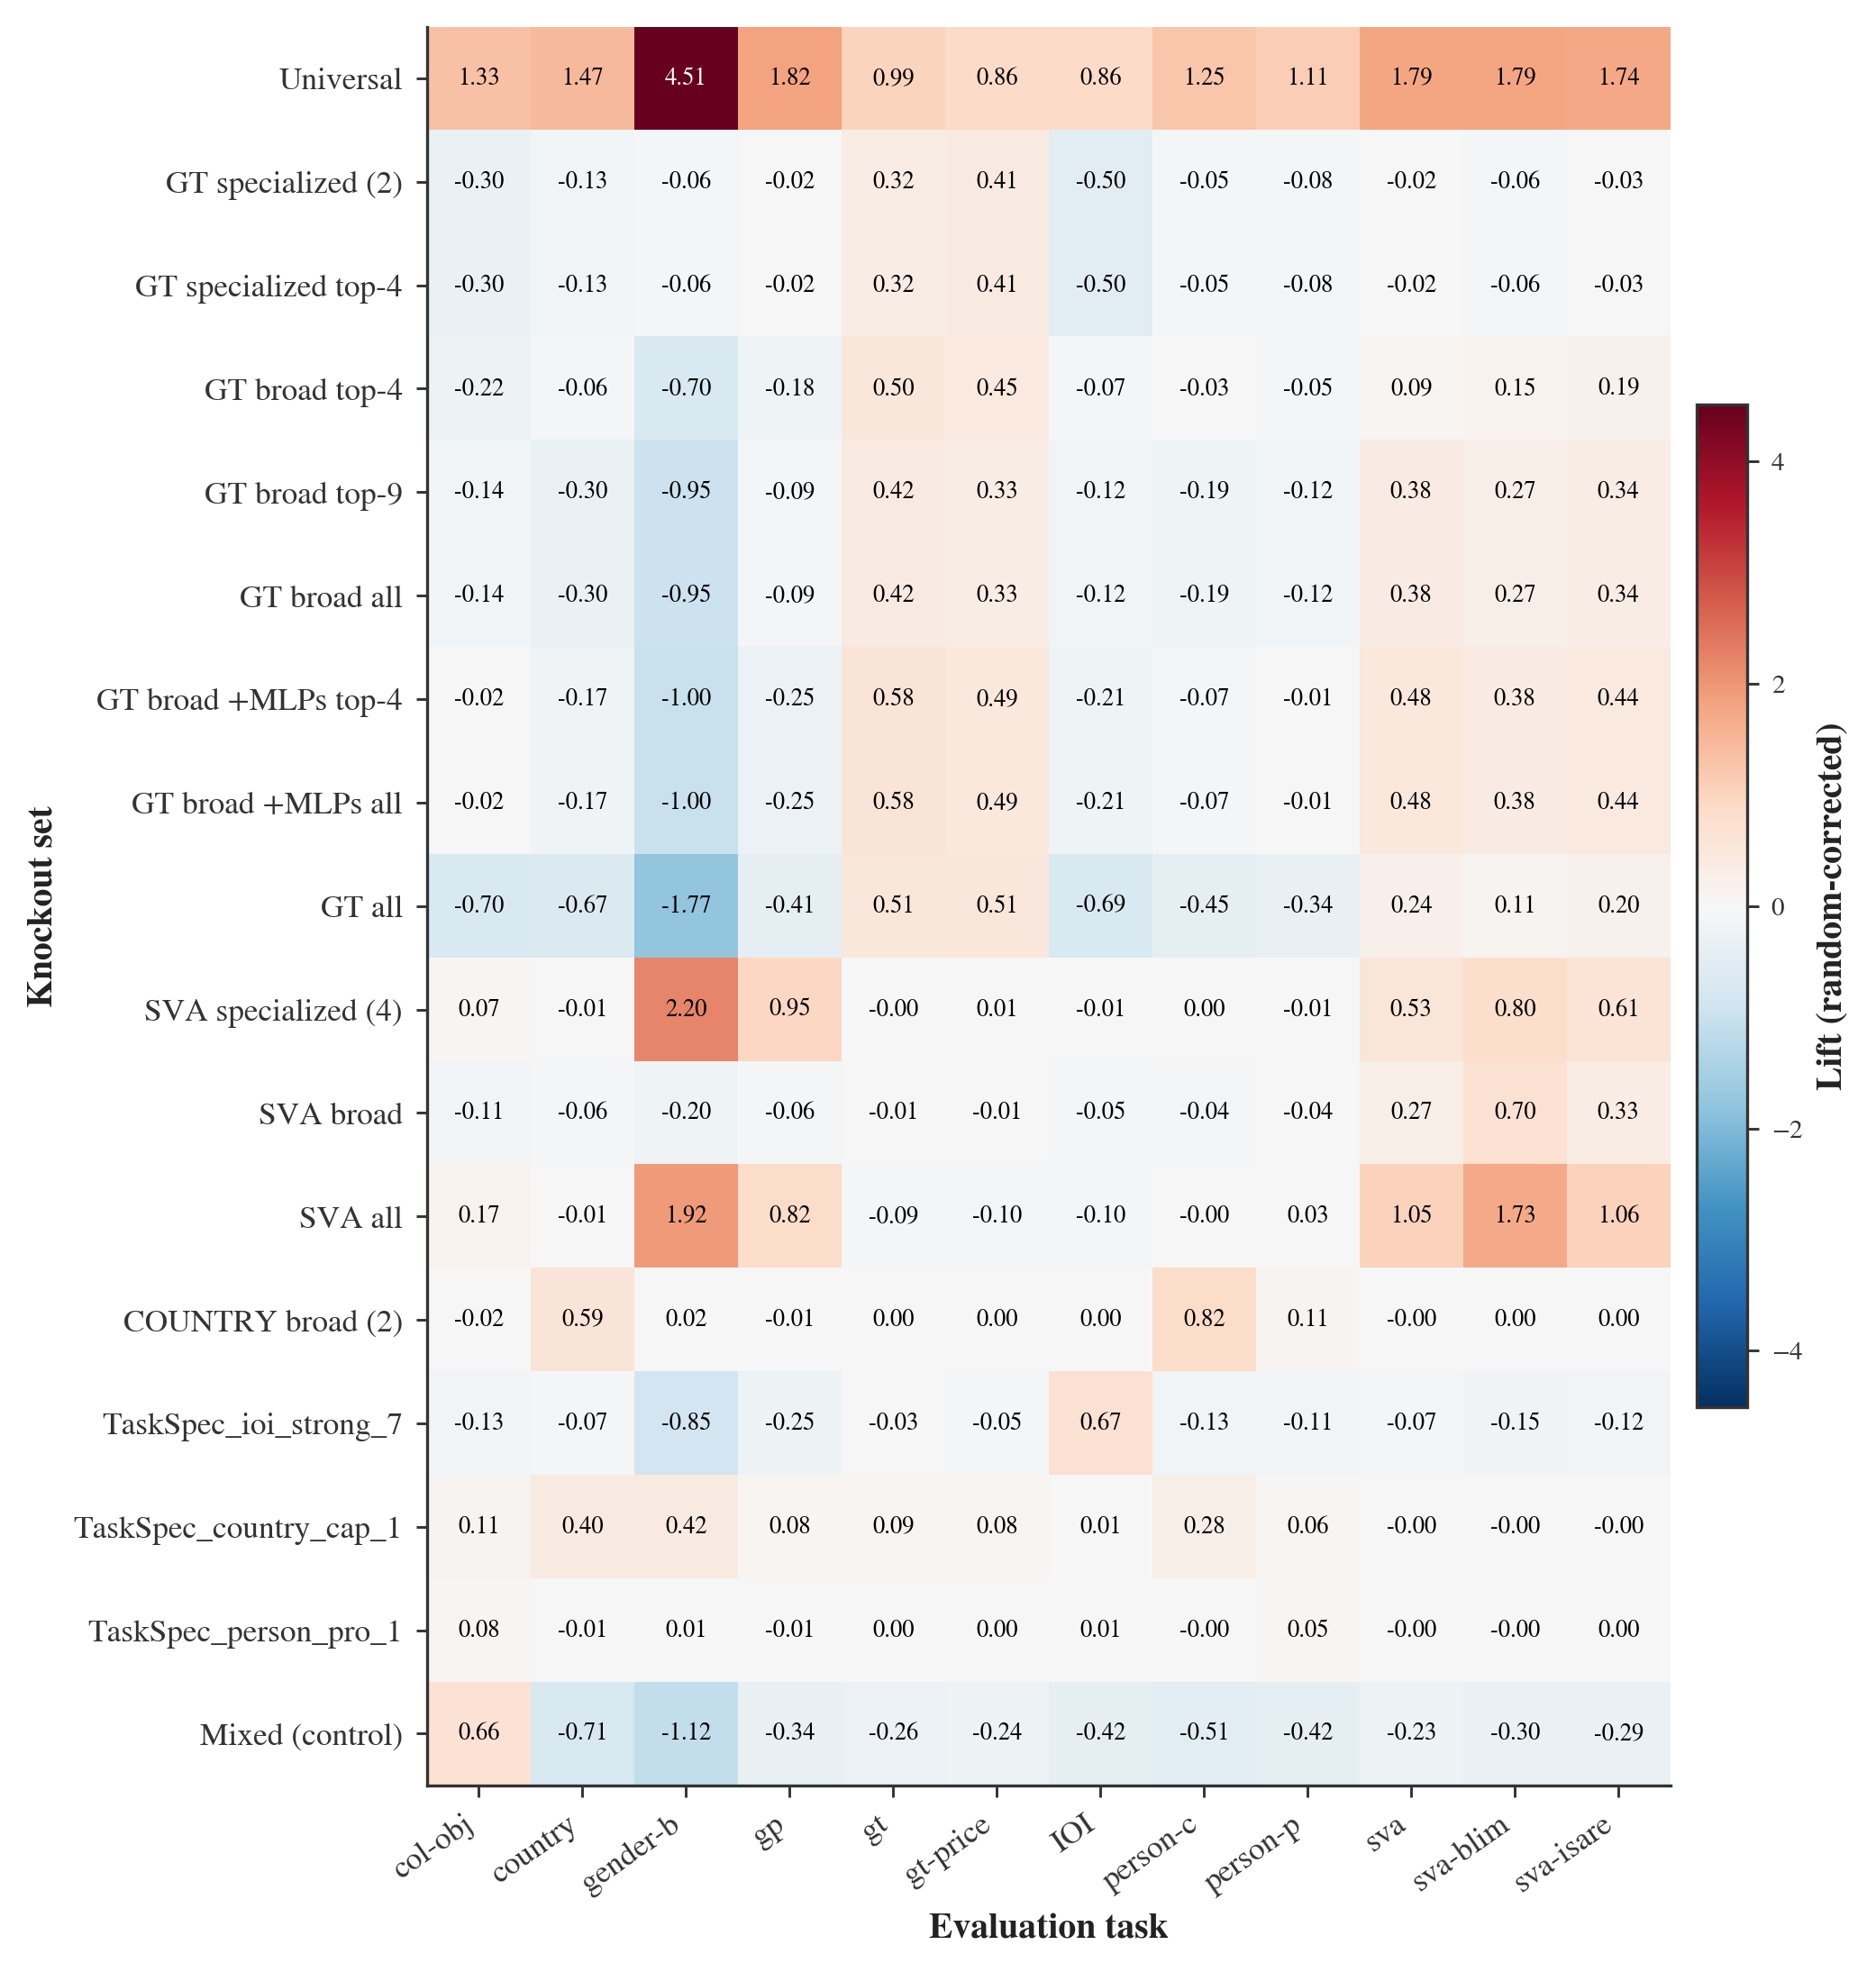 Universal 1.33 1.47 4.51 1.82 0.99 0.86 0.86 1.25 1.11 1.79 1.79 1.74
GT specialized (2) -0.30 -0.13 -0.06 -0.02 0.32 0.41 -0.50 -0.05 -0.08 -0.02 -0.06 -0.03
GT specialized top-4 -0.30 -0.13 -0.06 -0.02 0.32 0.41 -0.50 -0.05 -0.08 -0.02 -0.06 -0.03
GT broad top-4 -0.22 -0.06 -0.70 -0.18 0.50 0.45 -0.07 -0.03 -0.05 0.09 0.15 0.19
GT broad top-9 -0.14 -0.30 -0.95 -0.09 0.42 0.33 -0.12 -0.19 -0.12 0.38 0.27 0.34
GT broad all -0.14 -0.30 -0.95 -0.09 0.42 0.33 -0.12 -0.19 -0.12 0.38 0.27 0.34
GT broad +MLPs top-4 -0.02 -0.17 -1.00 -0.25 0.58 0.49 -0.21 -0.07 -0.01 0.48 0.38 0.44
GT broad +MLPs all -0.02 -0.17 -1.00 -0.25 0.58 0.49 -0.21 -0.07 -0.01 0.48 0.38 0.44
GT all -0.70 -0.67 -1.77 -0.41 0.51 0.51 -0.69 -0.45 -0.34 0.24 0.11 0.20
SVA specialized (4) 0.07 -0.01 2.20 0.95 -0.00 0.01 -0.01 0.00 -0.01 0.53 0.80 0.61
SVA broad -0.11 -0.06 -0.20 -0.06 -0.01 -0.01 -0.05 -0.04 -0.04 0.27 0.70 0.33
SVA all 0.17 -0.01 1.92 0.82 -0.09 -0.10 -0.10 -0.00 0.03 1.05 1.73 1.06
COUNTRY broad (2) -0.02 0.59 0.02 -0.01 0.00 0.00 0.00 0.82 0.11 -0.00 0.00 0.00
TaskSpec_ioi_strong_7 -0.13 -0.07 -0.85 -0.25 -0.03 -0.05 0.67 -0.13 -0.11 -0.07 -0.15 -0.12
TaskSpec_country_cap_1 0.11 0.40 0.42 0.08 0.09 0.08 0.01 0.28 0.06 -0.00 -0.00 -0.00
TaskSpec_person_pro_1 0.08 -0.01 0.01 -0.01 0.00 0.00 0.01 -0.00 0.05 -0.00 -0.00 0.00
Mixed (control) 0.66 -0.71 -1.12 -0.34 -0.26 -0.24 -0.42 -0.51 -0.42 -0.23 -0.30 -0.29
col-obj country gender-b gp gt gt-price IOI person-c person-p sva sva-blim sva-isare
Evaluation task
Knockout set
4
2
0
−2
−4
Lift (random-corrected)